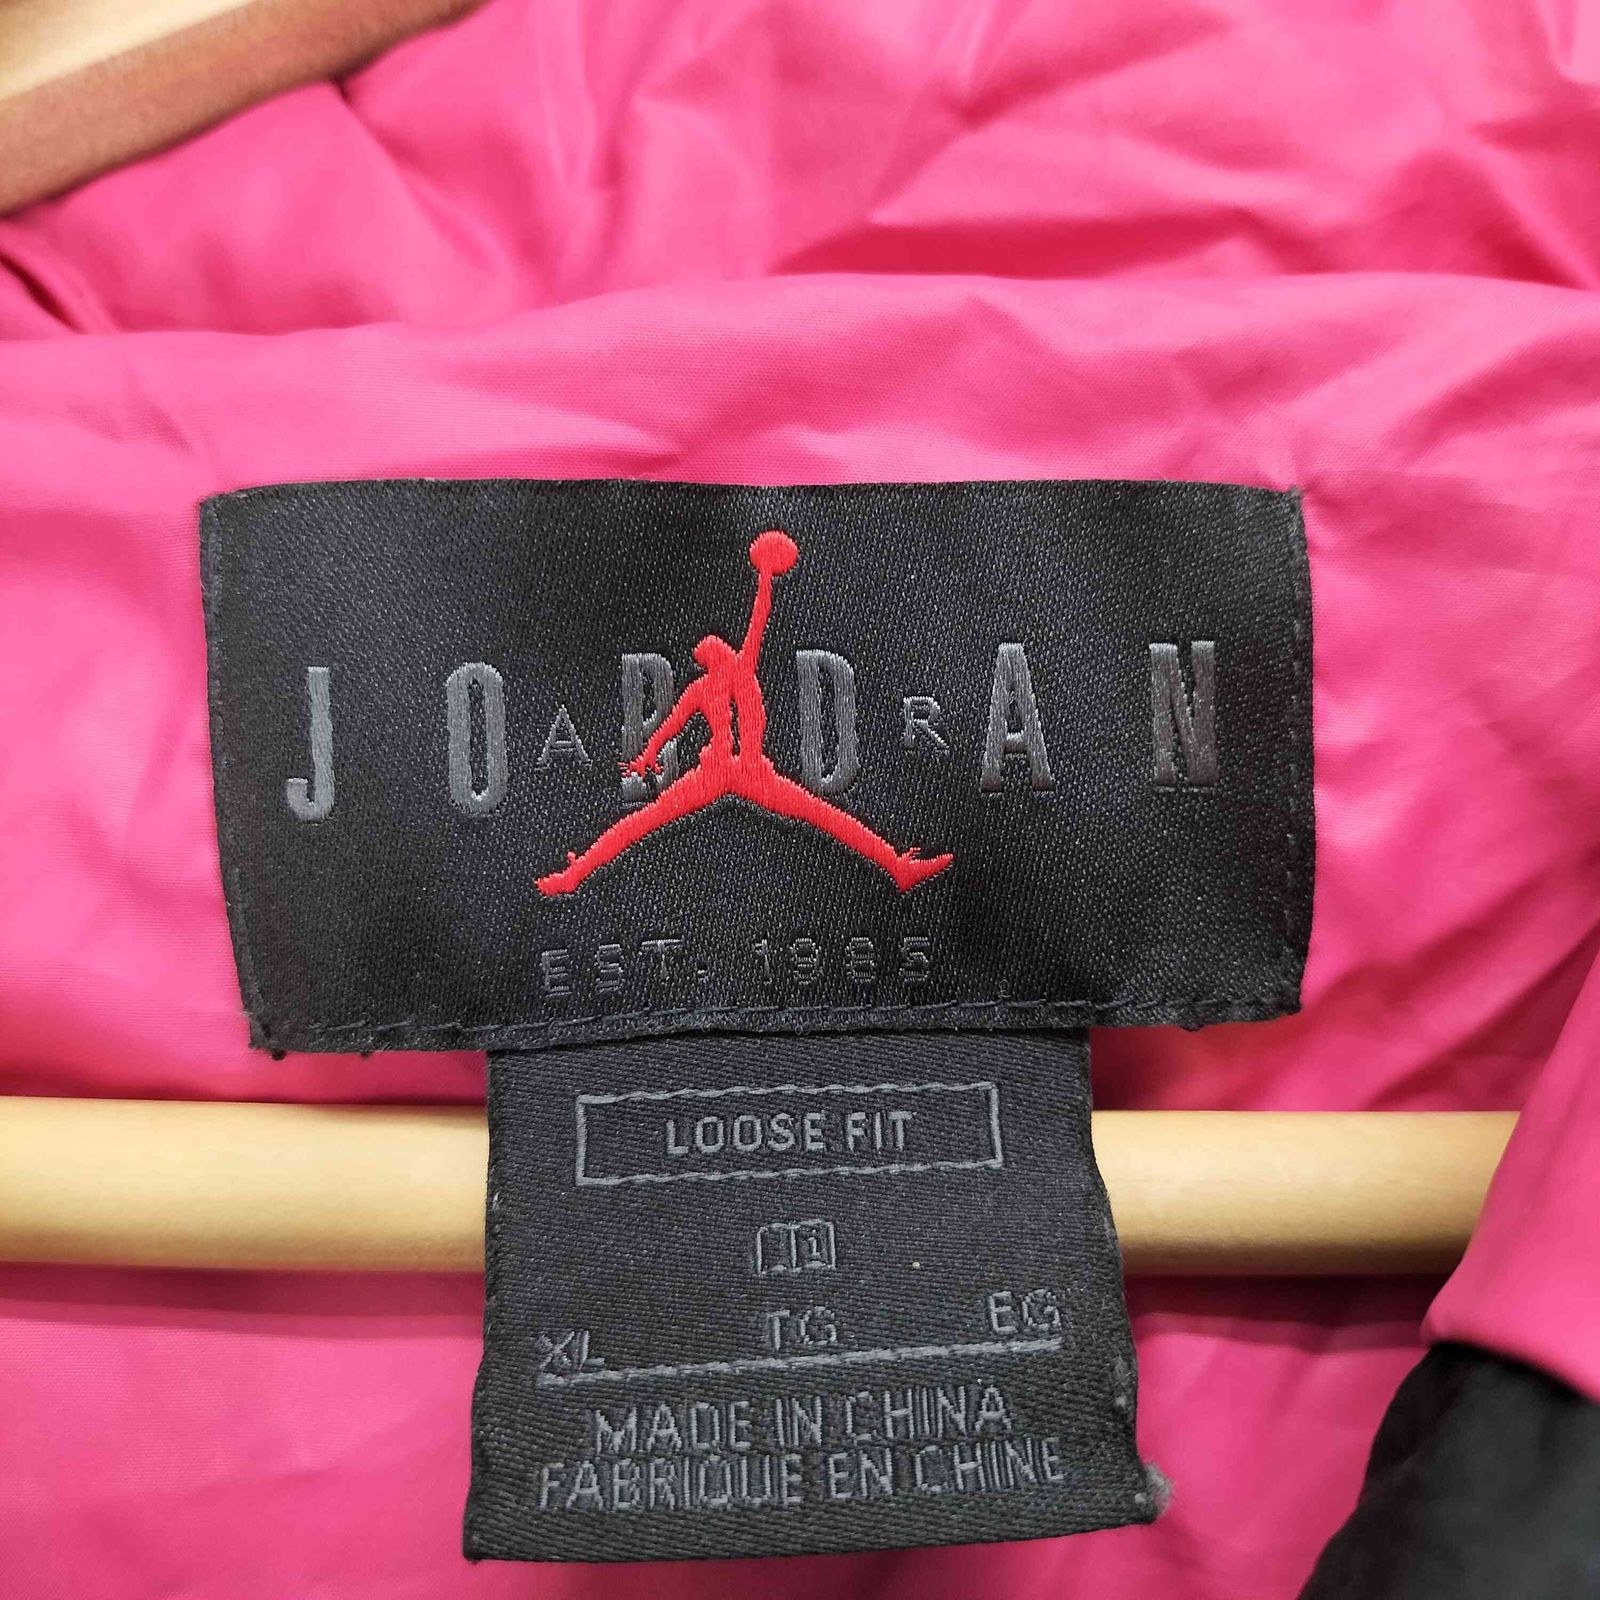 JORDAN
AIR
EST. 1985
LOOSE FIT
i
XL TG EG
MADE IN CHINA
FABRIQUE EN CHINE